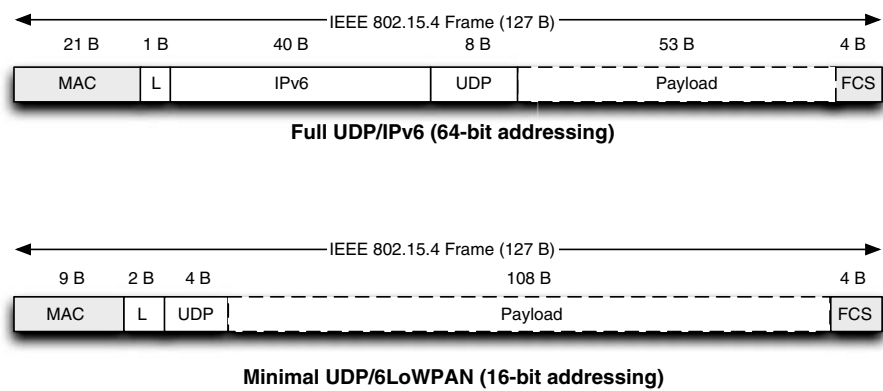 IEEE 802.15.4 Frame (127 B)
21 B 1 B 40 B 8 B 53 B 4 B
MAC L IPv6 UDP Payload FCS
Full UDP/IPv6 (64-bit addressing)
IEEE 802.15.4 Frame (127 B)
9 B 2 B 4 B 108 B 4 B
MAC L UDP Payload FCS
Minimal UDP/6LoWPAN (16-bit addressing)